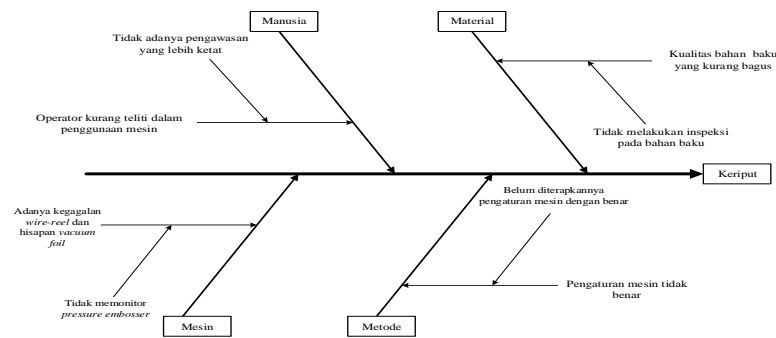 Manusia
Material
Tidak adanya pengawasan
yang lebih ketat
Kualitas bahan baku
yang kurang bagus
Operator kurang teliti dalam
penggunaan mesin
Tidak melakukan inspeksi
pada bahan baku
Keriput
Belum diterapkannya
pengaturan mesin dengan benar
Adanya kegagalan
wire-reel dan
hisapan vacuum
foil
Pengaturan mesin tidak
benar
Tidak memonitor
pressure embosser
Mesin
Metode